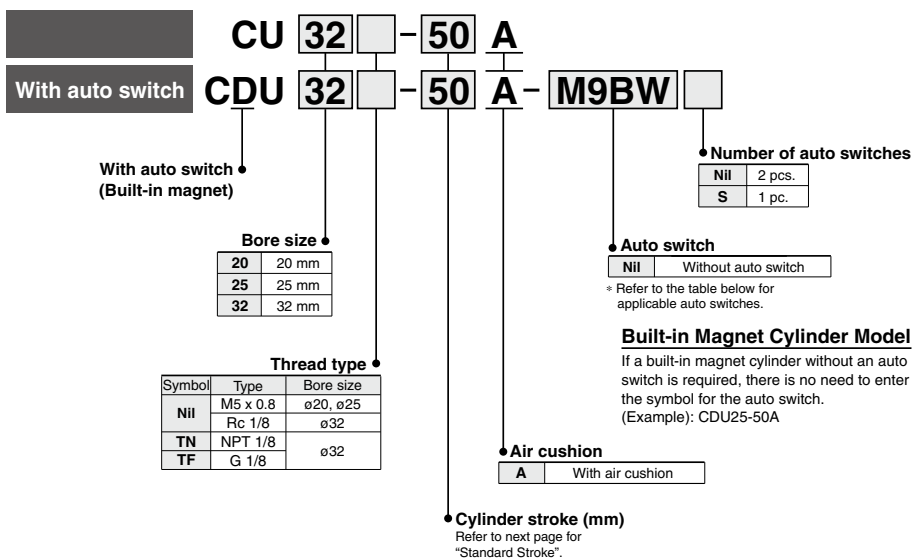 CU 32 - 50 A
With auto switch CDU 32 - 50 A - M9BW
With auto switch
(Built-in magnet)
Number of auto switches
Nil 2 pcs.
S 1 pc.
Bore size
20 20 mm
25 25 mm
32 32 mm
Auto switch
Nil Without auto switch
* Refer to the table below for
applicable auto switches.
Built-in Magnet Cylinder Model
If a built-in magnet cylinder without an auto
switch is required, there is no need to enter
the symbol for the auto switch.
(Example): CDU25-50A
Thread type
Symbol Type Bore size
Nil M5 x 0.8 ø20, ø25
Rc 1/8 ø32
TN NPT 1/8 ø32
TF G 1/8
Air cushion
A With air cushion
Cylinder stroke (mm)
Refer to next page for
“Standard Stroke”.